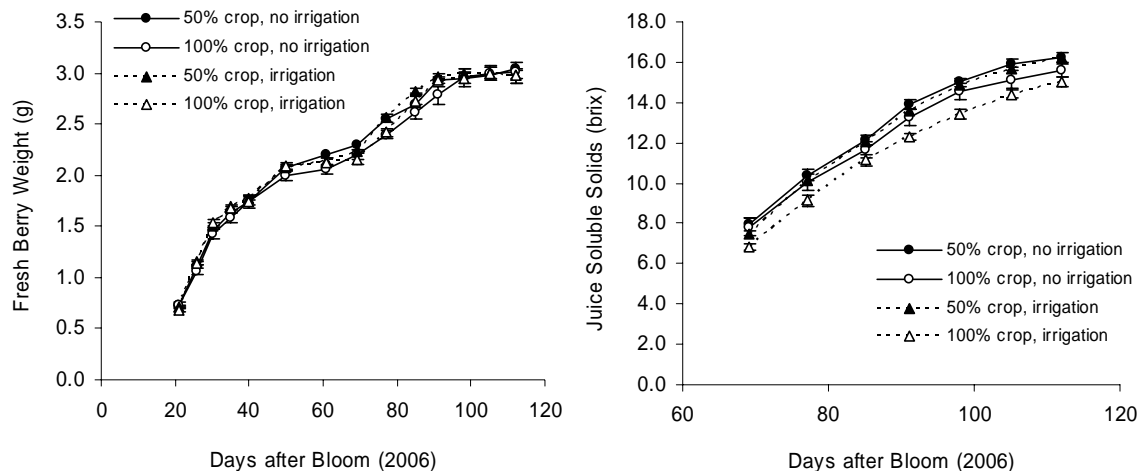 3.5
3.0
2.5
2.0
1.5
1.0
0.5
0.0
Fresh Berry Weight (g)
50% crop, no irrigation
100% crop, no irrigation
50% crop, irrigation
100% crop, irrigation
0 20 40 60 80 100 120
Days after Bloom (2006)
18.0
16.0
14.0
12.0
10.0
8.0
6.0
4.0
2.0
0.0
Juice Soluble Solids (brix)
50% crop, no irrigation
100% crop, no irrigation
50% crop, irrigation
100% crop, irrigation
60 80 100 120
Days after Bloom (2006)